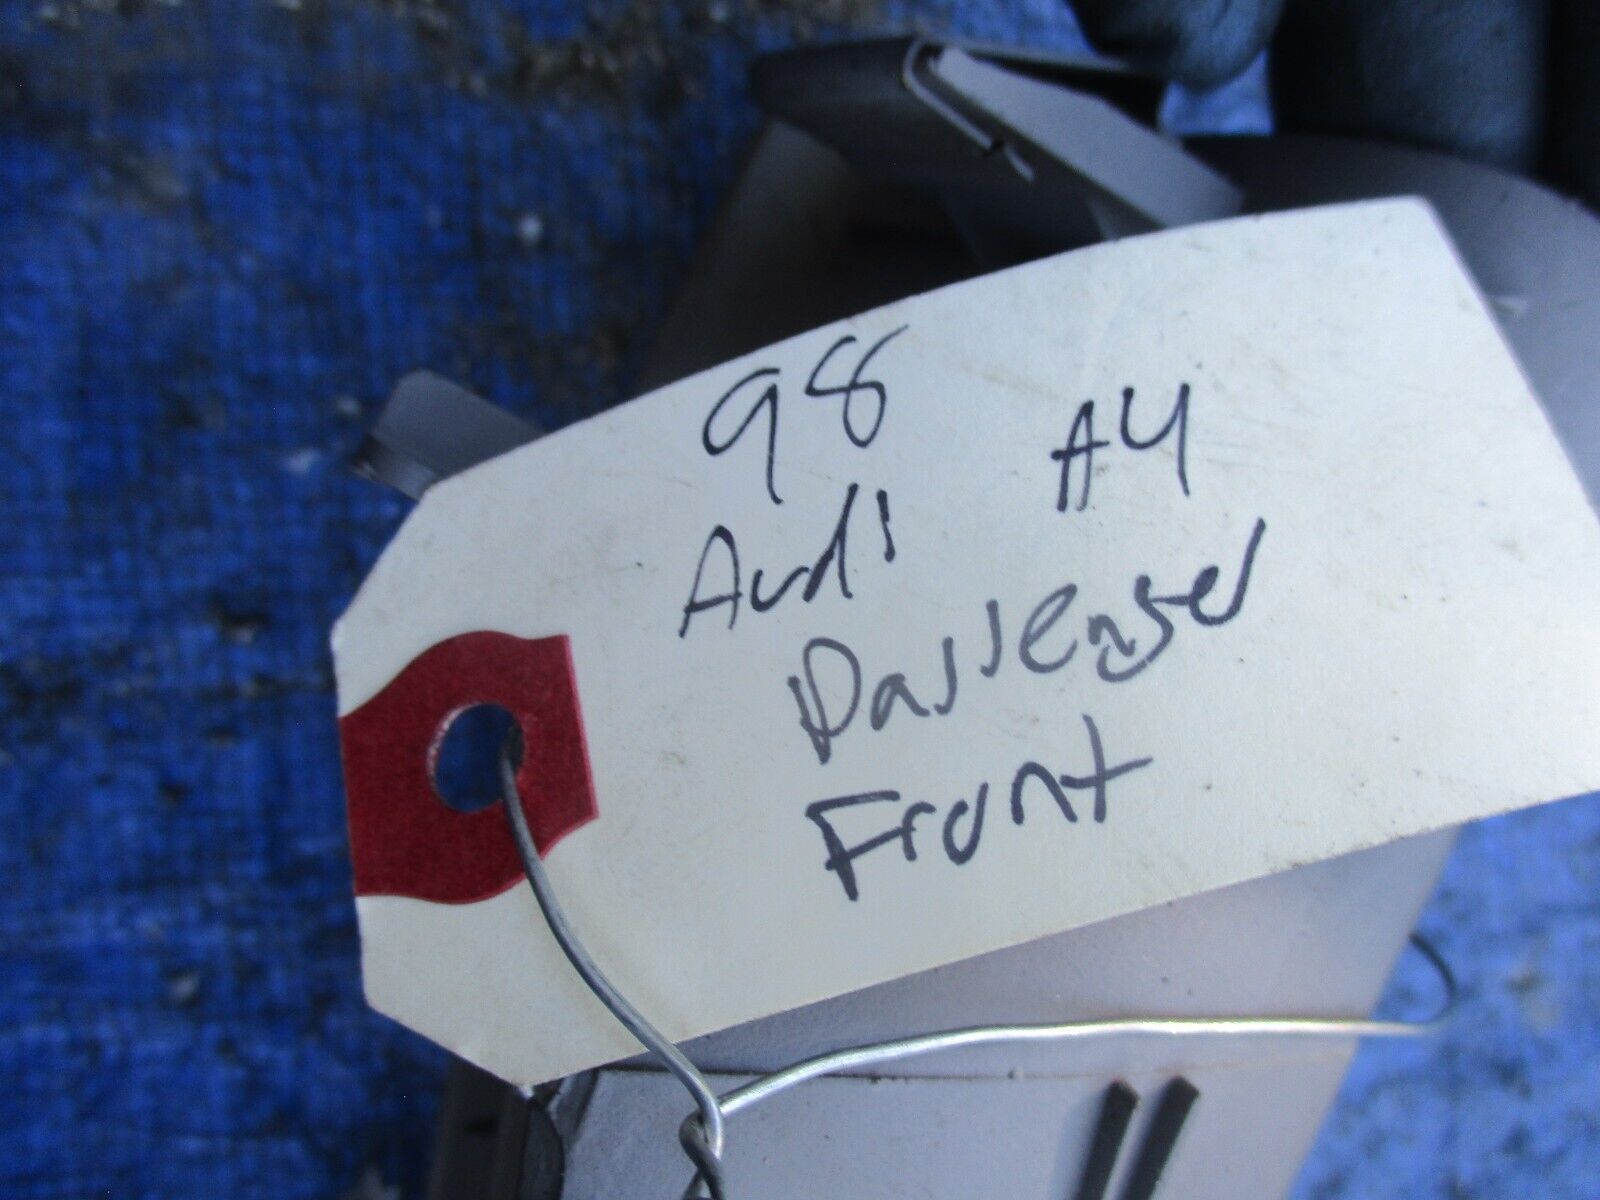 98
Audi A4
Passenger
Front